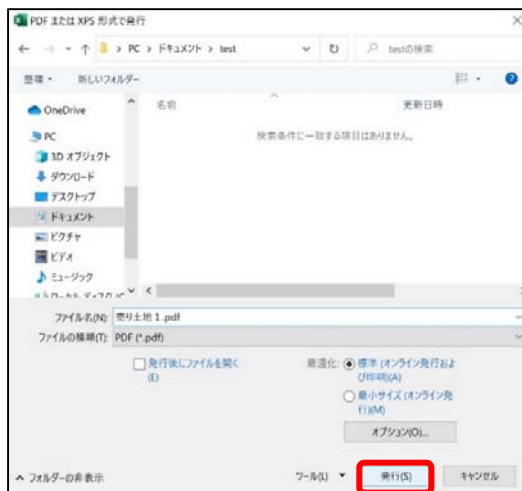 PDF または XPS 形式で発行
PC > ドキュメント > test
testの検索
整理
新しいフォルダー
名前
更新日時
検索条件に一致する項目はありません。
OneDrive
PC
3D オブジェクト
ダウンロード
デスクトップ
ドキュメント
ピクチャ
ビデオ
ミュージック
ローカル ディスク (C
ファイル名(N):
売り土地1.pdf
ファイルの種類(T):
PDF (*.pdf)
発行後にファイルを開く
(E)
最適化:
標準 (オンライン発行およ
び印刷)(A)
最小サイズ (オンライン発
行)(M)
オプション(O)...
フォルダーの非表示
ツール(L)
発行(S)
キャンセル